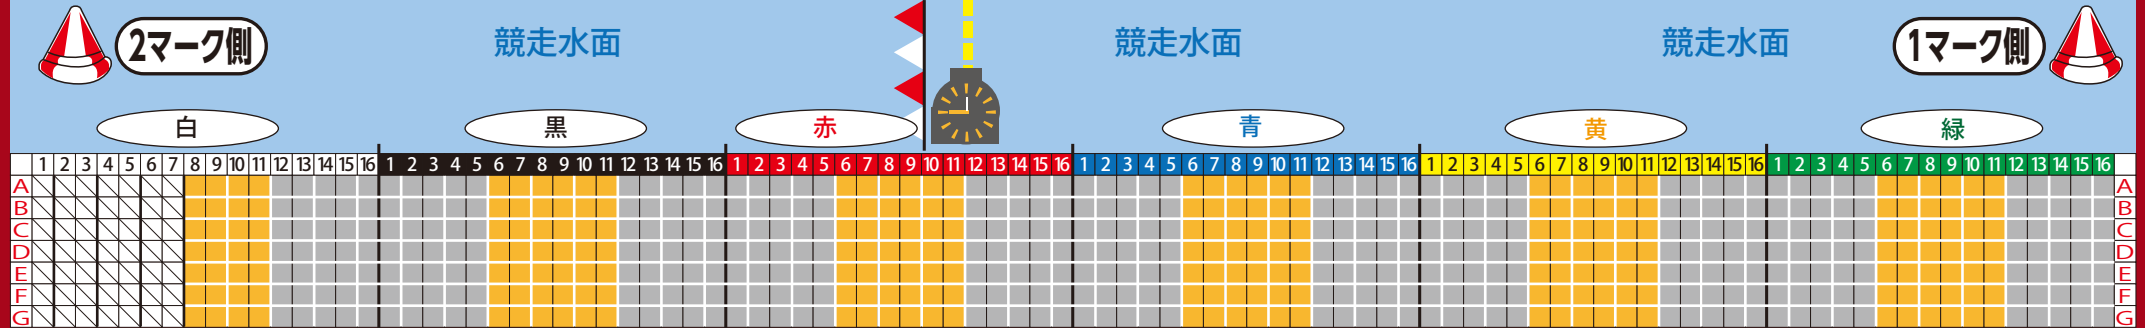 2マーク側 競走水面 競走水面 競走水面 1マーク側
白 黒 赤 青 黄 緑
1 2 3 4 5 6 7 8 9 10 11 12 13 14 15 16 1 2 3 4 5 6 7 8 9 10 11 12 13 14 15 16 1 2 3 4 5 6 7 8 9 10 11 12 13 14 15 16 1 2 3 4 5 6 7 8 9 10 11 12 13 14 15 16 1 2 3 4 5 6 7 8 9 10 11 12 13 14 15 16 1 2 3 4 5 6 7 8 9 10 11 12 13 14 15 16
A A
B B
C C
D D
E E
F F
G G